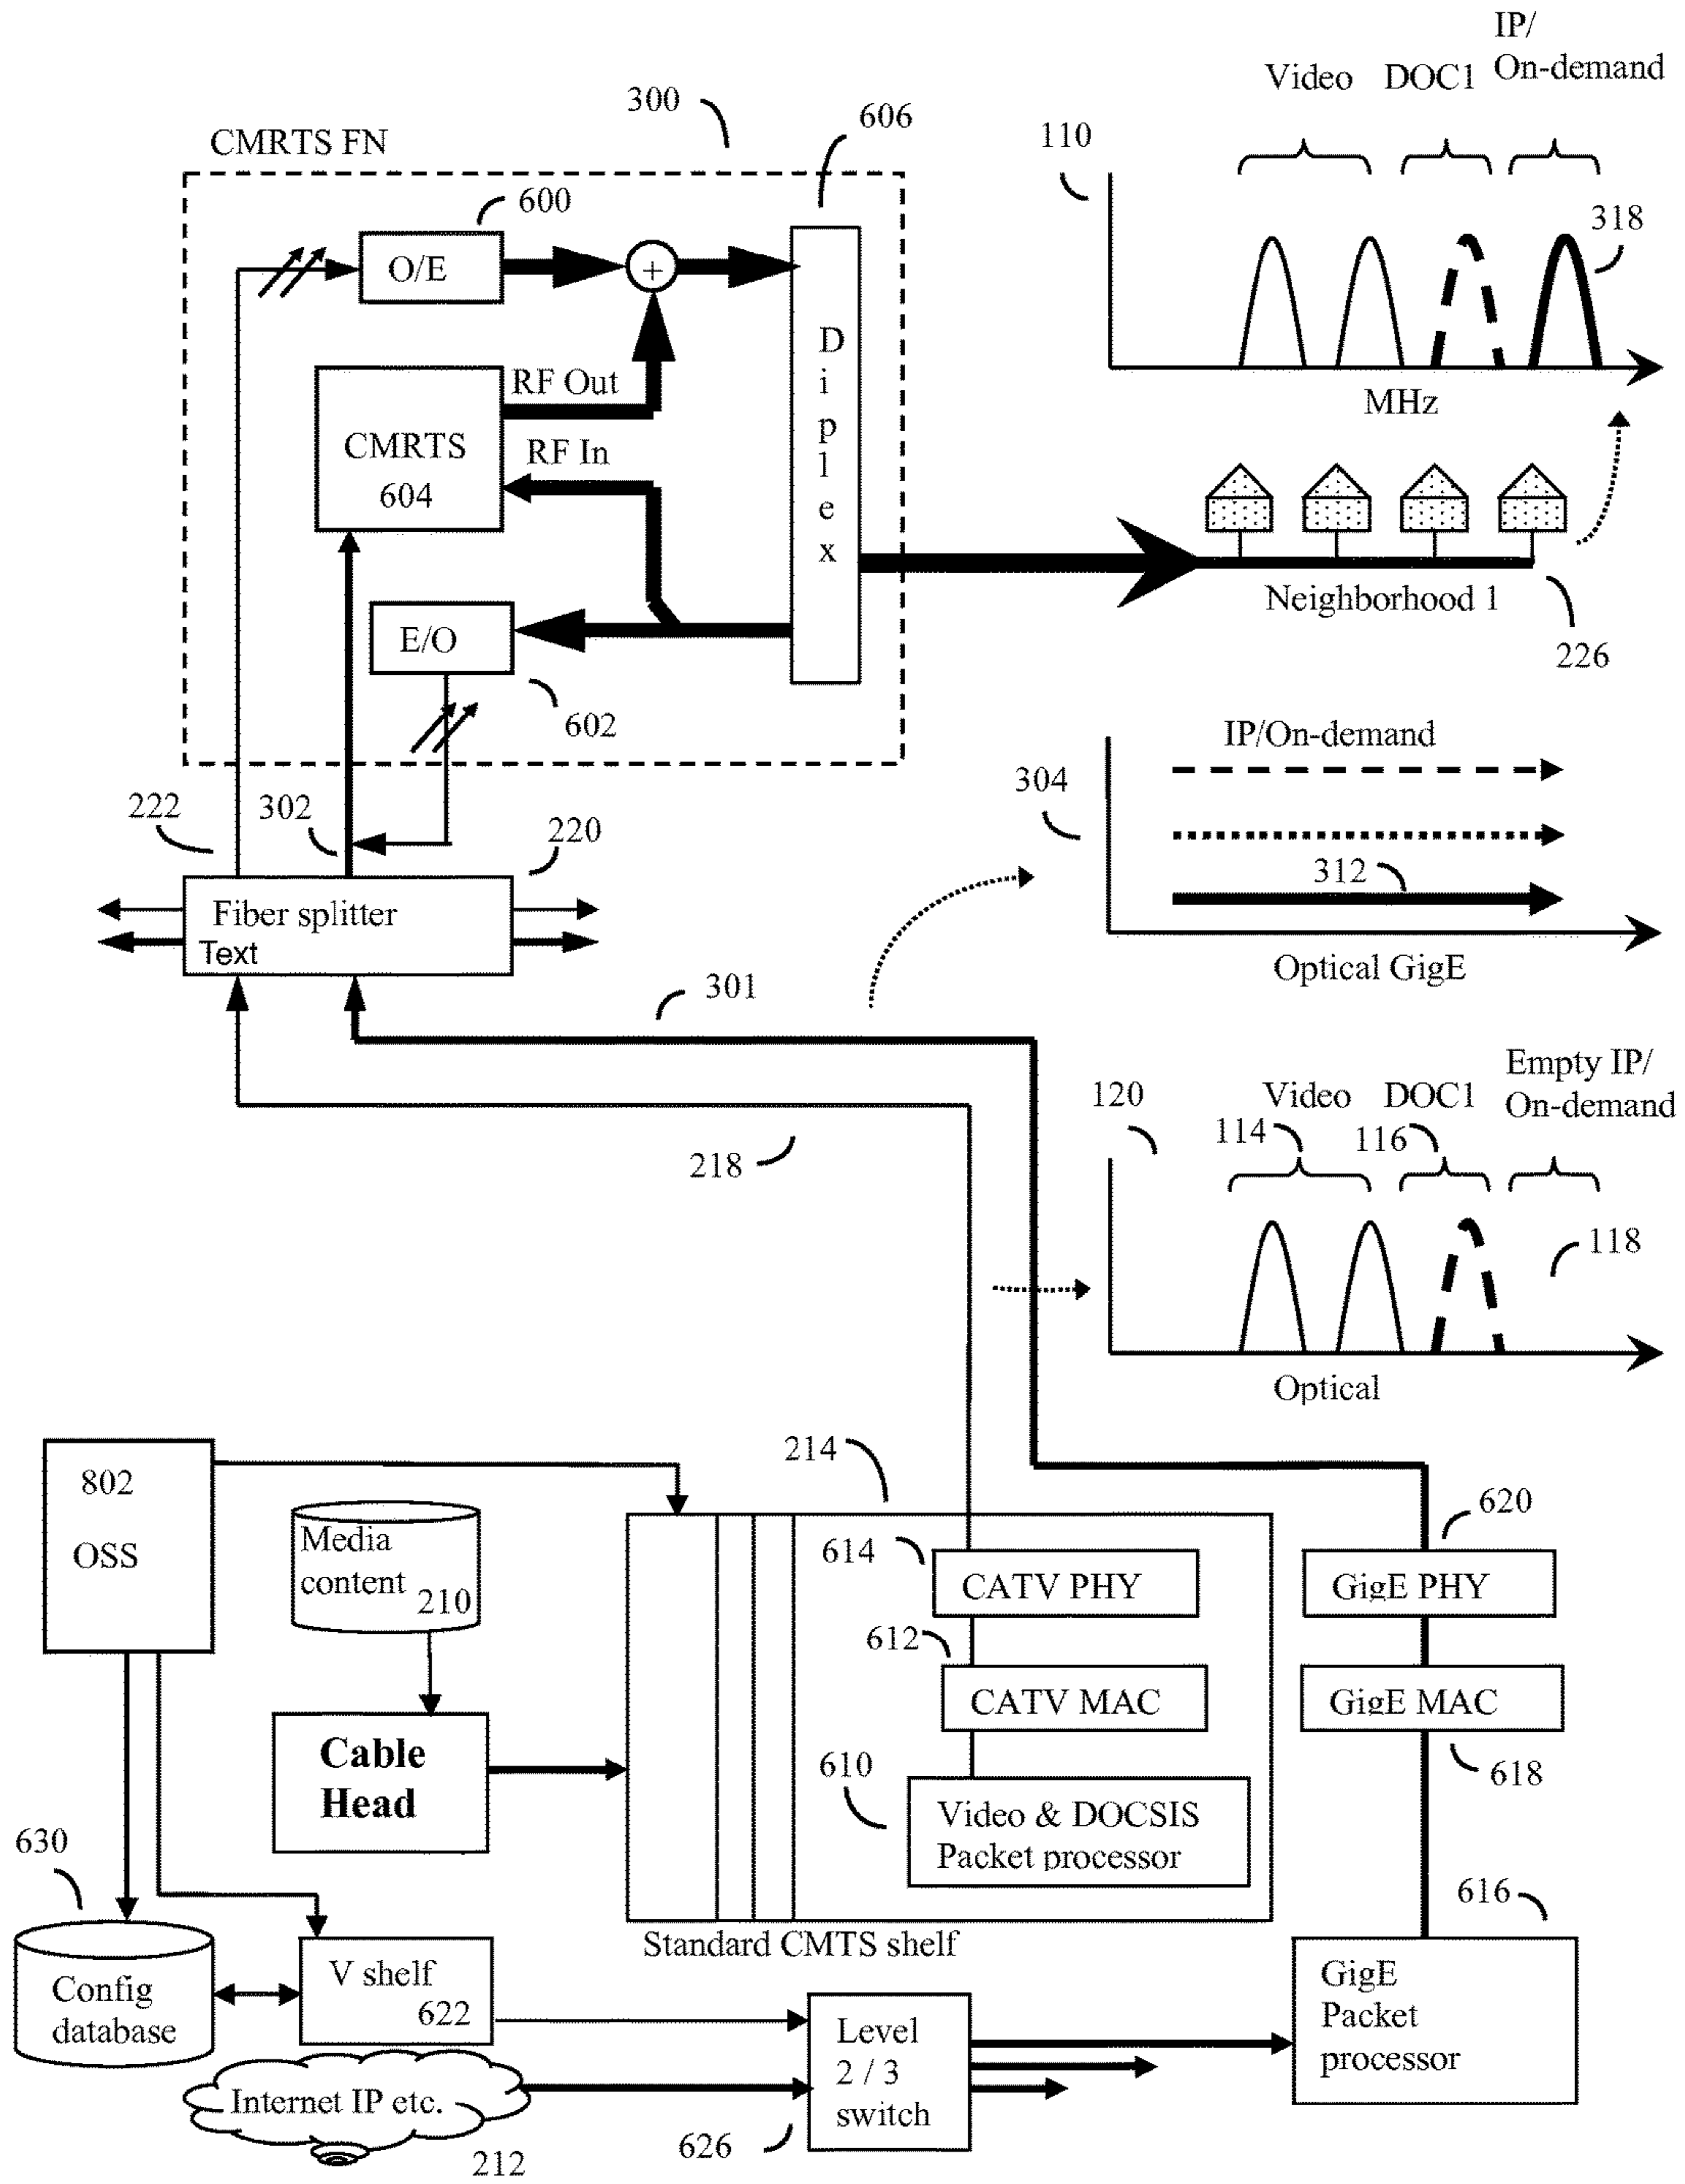 IP/
On-demand
Video
DOC1
300
606
110
CMRTS FN
600
318
O/E
+
Diplex
RF Out
MHz
CMRTS
604
RF In
E/O
Neighborhood 1
226
602
IP/On-demand
304
222
302
220
312
Fiber splitter
Text
Optical GigE
301
Empty IP/
On-demand
120
Video
DOC1
114
116
218
118
Optical
214
802
OSS
620
Media
content
210
614
CATV PHY
GigE PHY
612
CATV MAC
GigE MAC
Cable
Head
610
618
Video & DOCSIS
Packet processor
630
616
Standard CMTS shelf
V shelf
622
GigE
Packet
processor
Config
database
Level
2 / 3
switch
Internet IP etc.
626
212